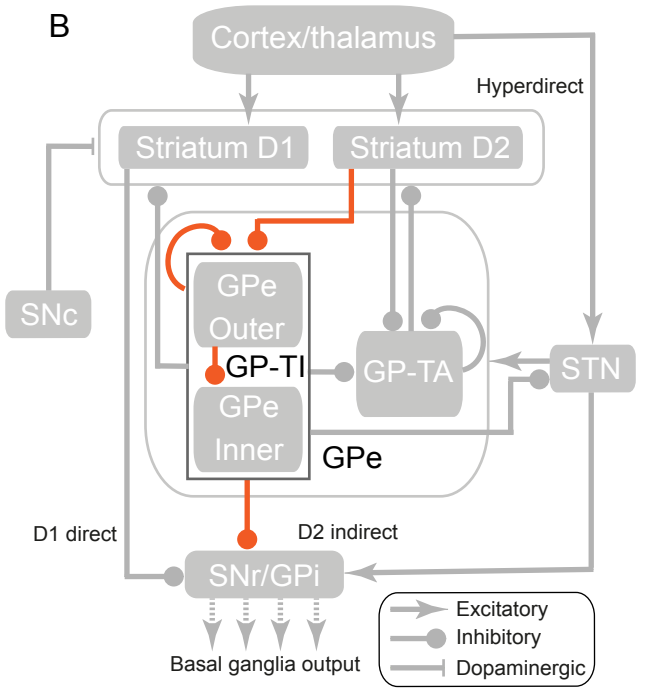 B
Cortex/thalamus
Hyperdirect
Striatum D1
Striatum D2
SNc
GPe
Outer
GP-TI
GP-TA
STN
GPe
Inner
GPe
D1 direct
D2 indirect
SNr/GPi
Basal ganglia output
Excitatory
Inhibitory
Dopaminergic